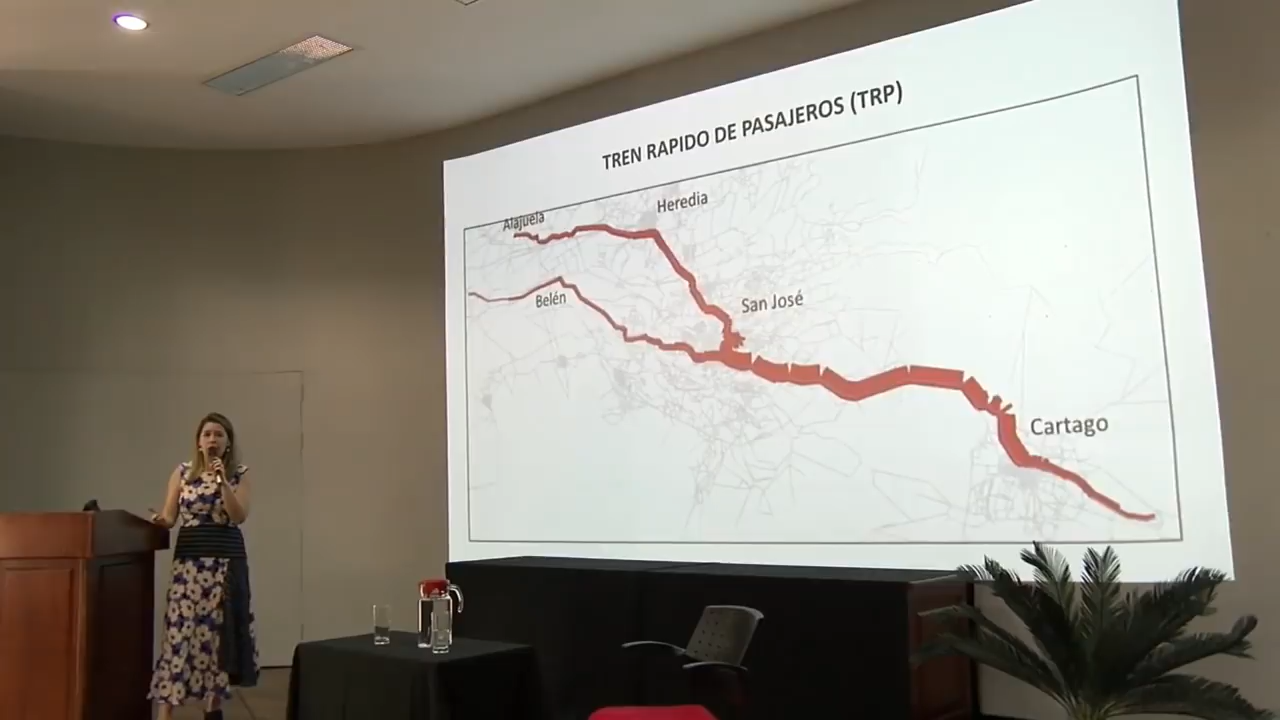 TREN RAPIDO DE PASAJEROS (TRP)
Alajuela
Heredia
Belén
San José
Cartago